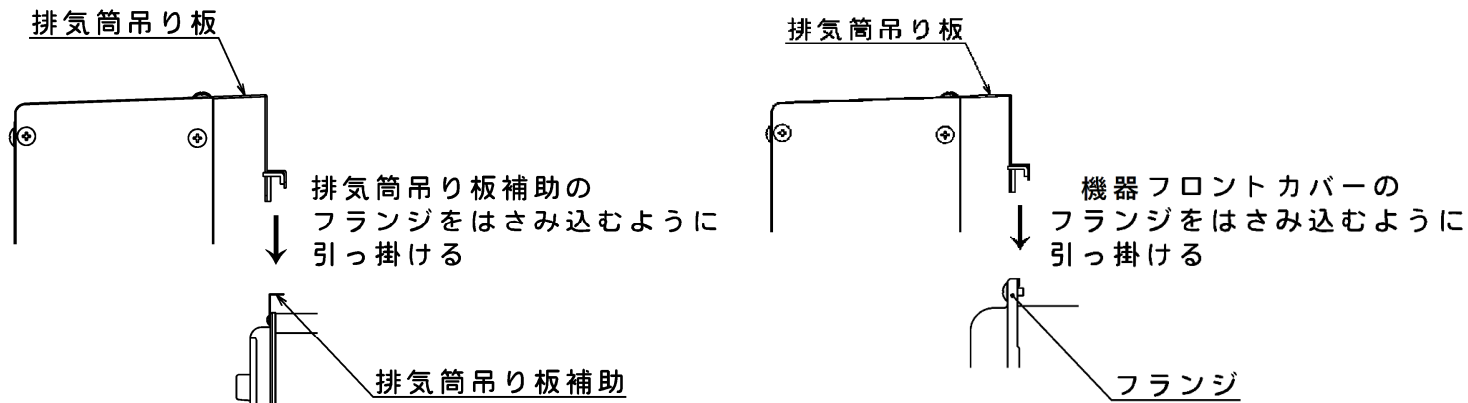 排気筒吊り板
排気筒吊り板補助の
フランジをはさみ込むように
引っ掛ける
排気筒吊り板補助
排気筒吊り板
機器フロントカバーの
フランジをはさみ込むように
引っ掛ける
フランジ